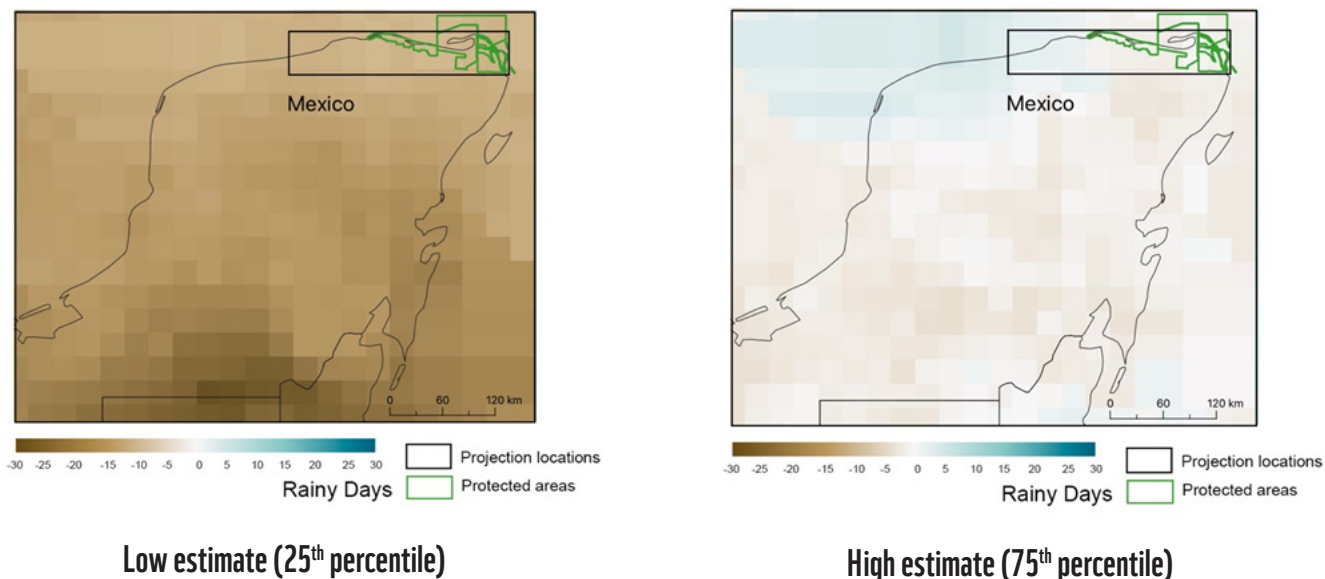 Mexico
0 60 120 km
-30 -25 -20 -15 -10 -5 0 5 10 15 20 25 30
Rainy Days
Projection locations
Protected areas
Low estimate (25th percentile)
Mexico
0 60 120 km
-30 -25 -20 -15 -10 -5 0 5 10 15 20 25 30
Rainy Days
Projection locations
Protected areas
High estimate (75th percentile)